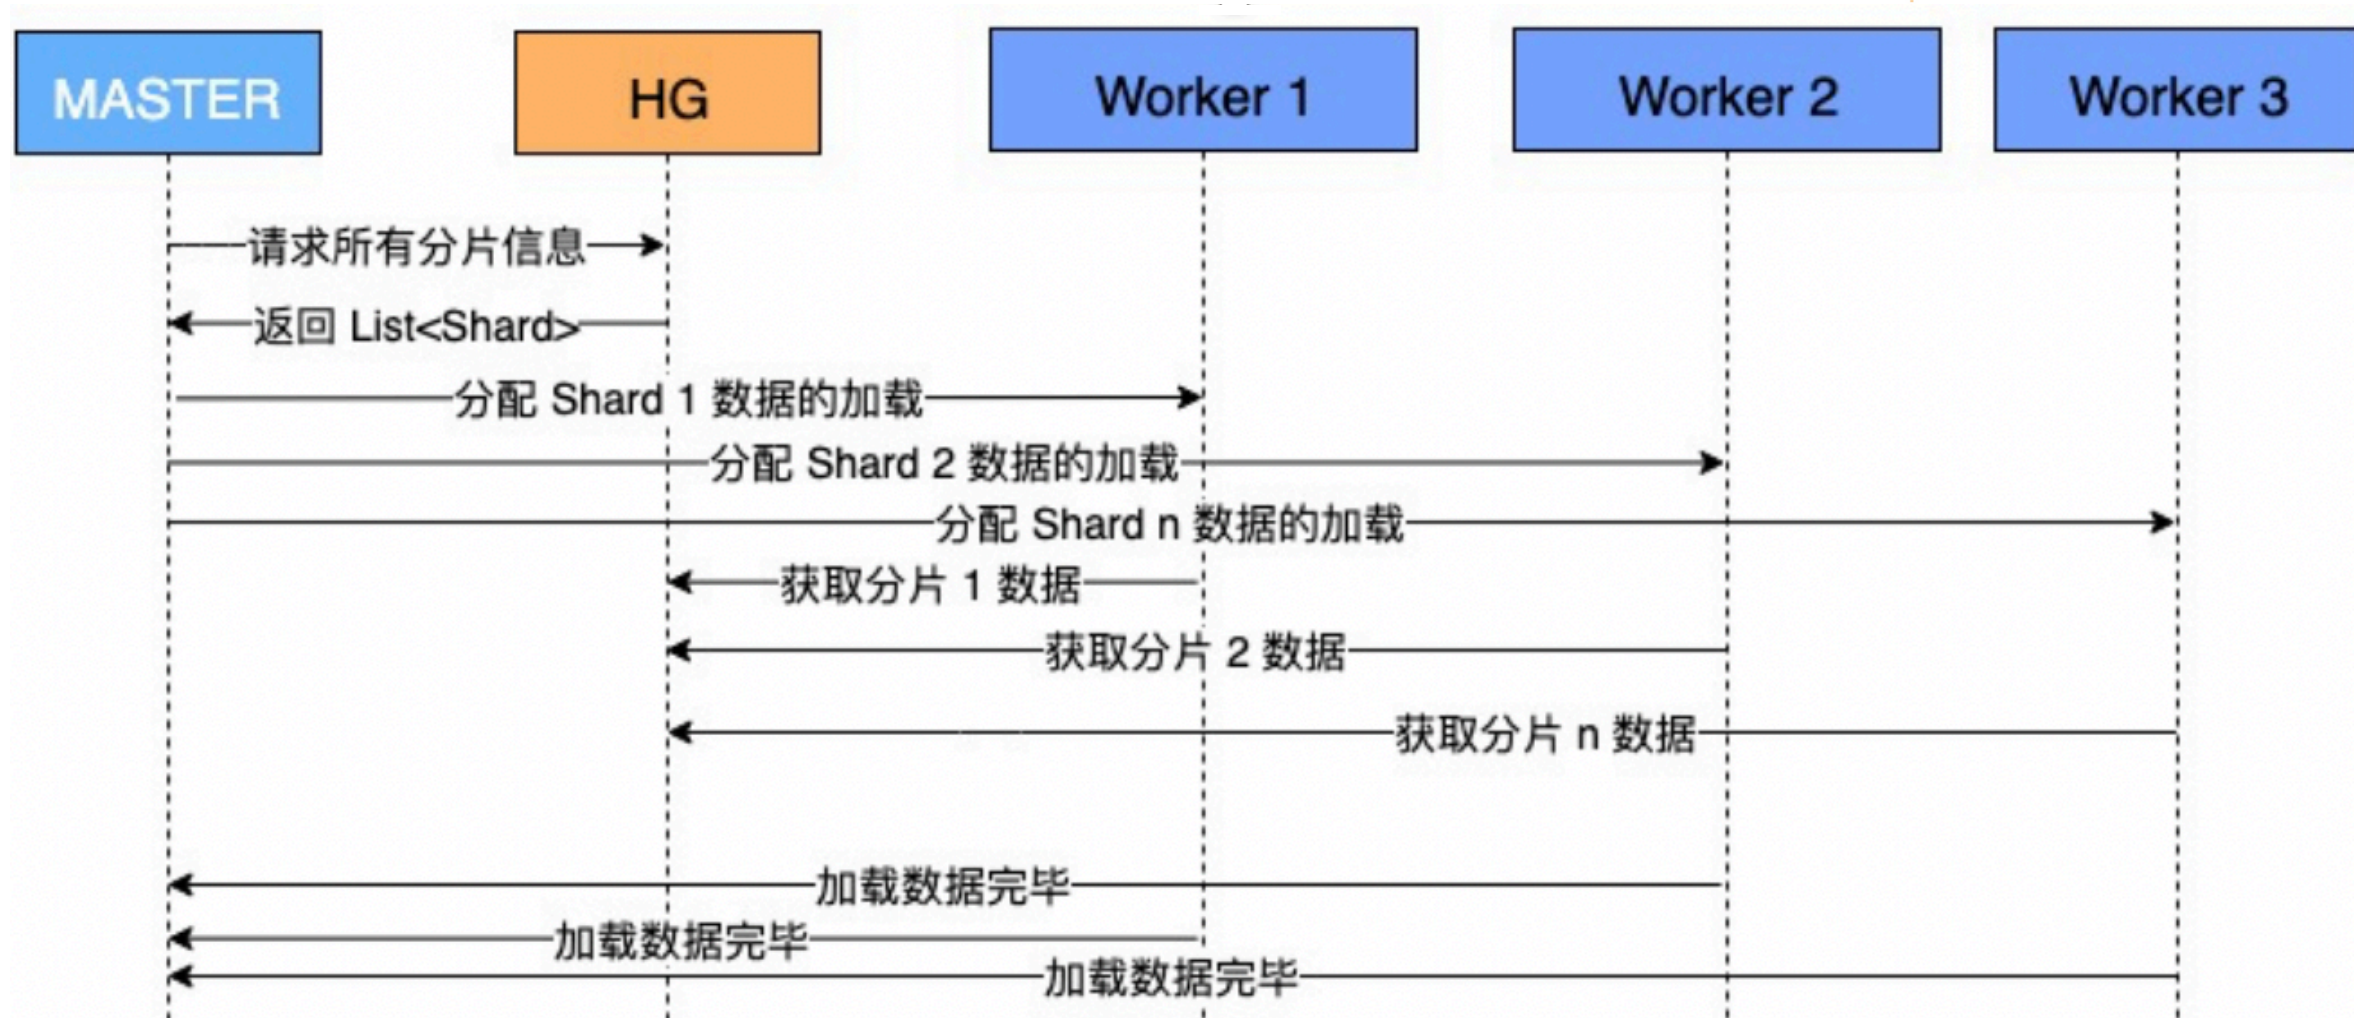 MASTER
HG
Worker 1
Worker 2
Worker 3
请求所有分片信息
返回 List<Shard>
分配 Shard 1 数据的加载
分配 Shard 2 数据的加载
分配 Shard n 数据的加载
获取分片 1 数据
获取分片 2 数据
获取分片 n 数据
加载数据完毕
加载数据完毕
加载数据完毕